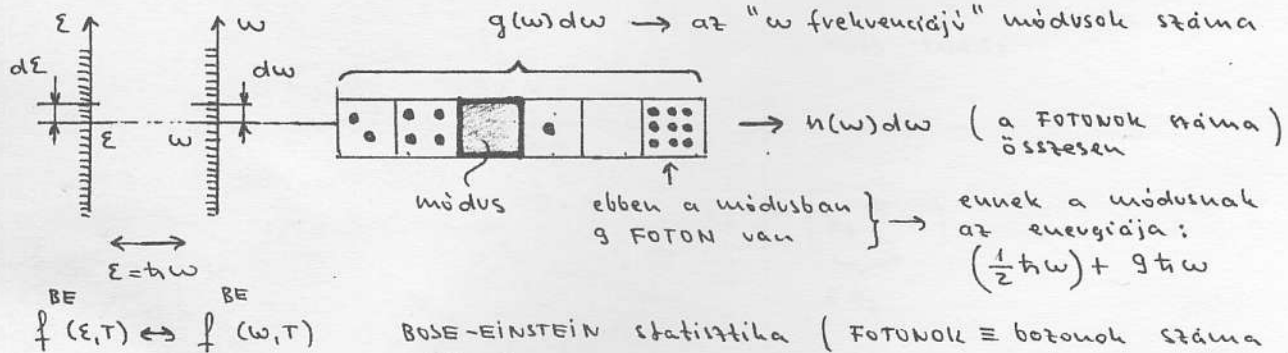 ε ω g(ω)dω → az "ω frekvenciájú" módusok száma
dε dω
ε ω → n(ω)dω ( a FOTONOK száma )
összesen
módus ebben a módusban } → ennek a módusnak
9 FOTON van az energiája:
ε = ħω (½ħω) + 9ħω
f^BE (ε,T) ↔ f^BE (ω,T) BOSE-EINSTEIN statisztika ( FOTONOK ≡ bozonok száma